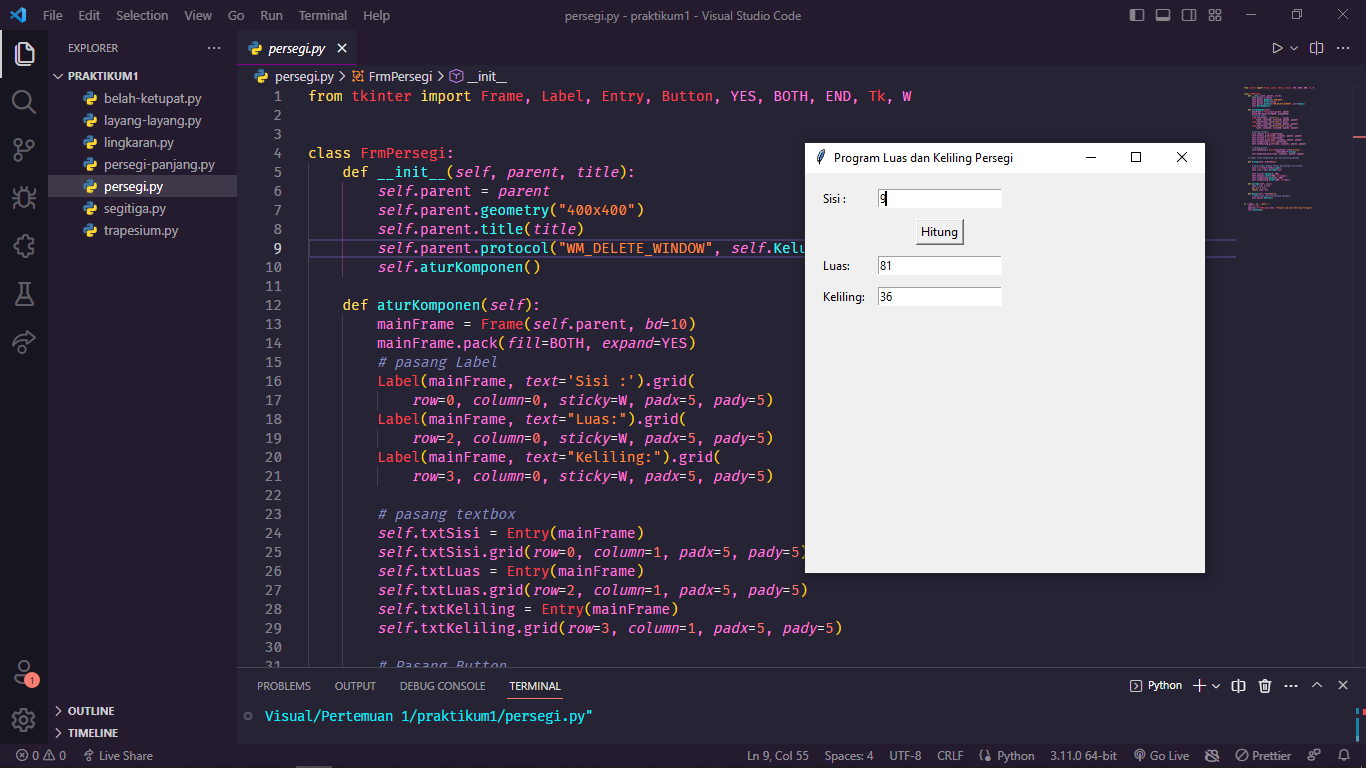 File Edit Selection View Go Run Terminal Help
persegi.py - praktikum1 - Visual Studio Code
EXPLORER
PRAKTIKUM1
belah-ketupat.py
layang-layang.py
lingkaran.py
persegi-panjang.py
persegi.py
segitiga.py
trapesium.py
OUTLINE
TIMELINE
persegi.py
persegi.py > FrmPersegi > __init__
1 from tkinter import Frame, Label, Entry, Button, YES, BOTH, END, Tk, W
2
3
4 class FrmPersegi:
5 def __init__(self, parent, title):
6 self.parent = parent
7 self.parent.geometry("400x400")
8 self.parent.title(title)
9 self.parent.protocol("WM_DELETE_WINDOW", self.Kelu
10 self.aturKomponen()
11
12 def aturKomponen(self):
13 mainFrame = Frame(self.parent, bd=10)
14 mainFrame.pack(fill=BOTH, expand=YES)
15 # pasang Label
16 Label(mainFrame, text='Sisi :').grid(
17 row=0, column=0, sticky=W, padx=5, pady=5)
18 Label(mainFrame, text="Luas:").grid(
19 row=2, column=0, sticky=W, padx=5, pady=5)
20 Label(mainFrame, text="Keliling:").grid(
21 row=3, column=0, sticky=W, padx=5, pady=5)
22
23 # pasang textbox
24 self.txtSisi = Entry(mainFrame)
25 self.txtSisi.grid(row=0, column=1, padx=5, pady=5)
26 self.txtLuas = Entry(mainFrame)
27 self.txtLuas.grid(row=2, column=1, padx=5, pady=5)
28 self.txtKeliling = Entry(mainFrame)
29 self.txtKeliling.grid(row=3, column=1, padx=5, pady=5)
30
31 # Pasang Button
Program Luas dan Keliling Persegi
Sisi : 9
Hitung
Luas: 81
Keliling: 36
PROBLEMS OUTPUT DEBUG CONSOLE TERMINAL
Python
Visual/Pertemuan 1/praktikum1/persegi.py"
1
0 0 Live Share
Ln 9, Col 55 Spaces: 4 UTF-8 CRLF Python 3.11.0 64-bit Go Live Prettier